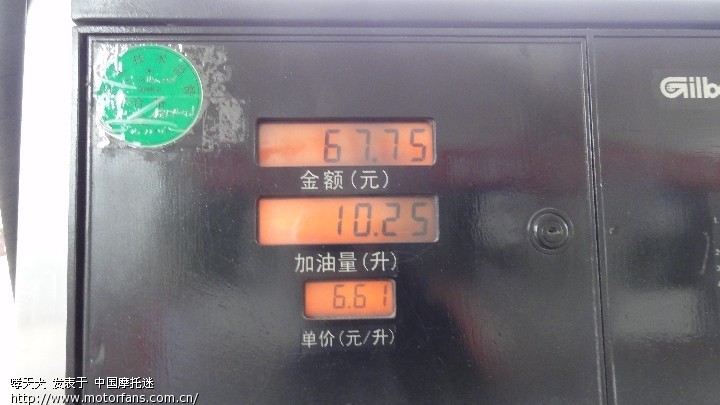 Gilb
67.75
金额(元)
10.25
加油量(升)
6.61
单价(元/升)
哮天犬 发表于 中国摩托迷
http://www.motorfans.com.cn/